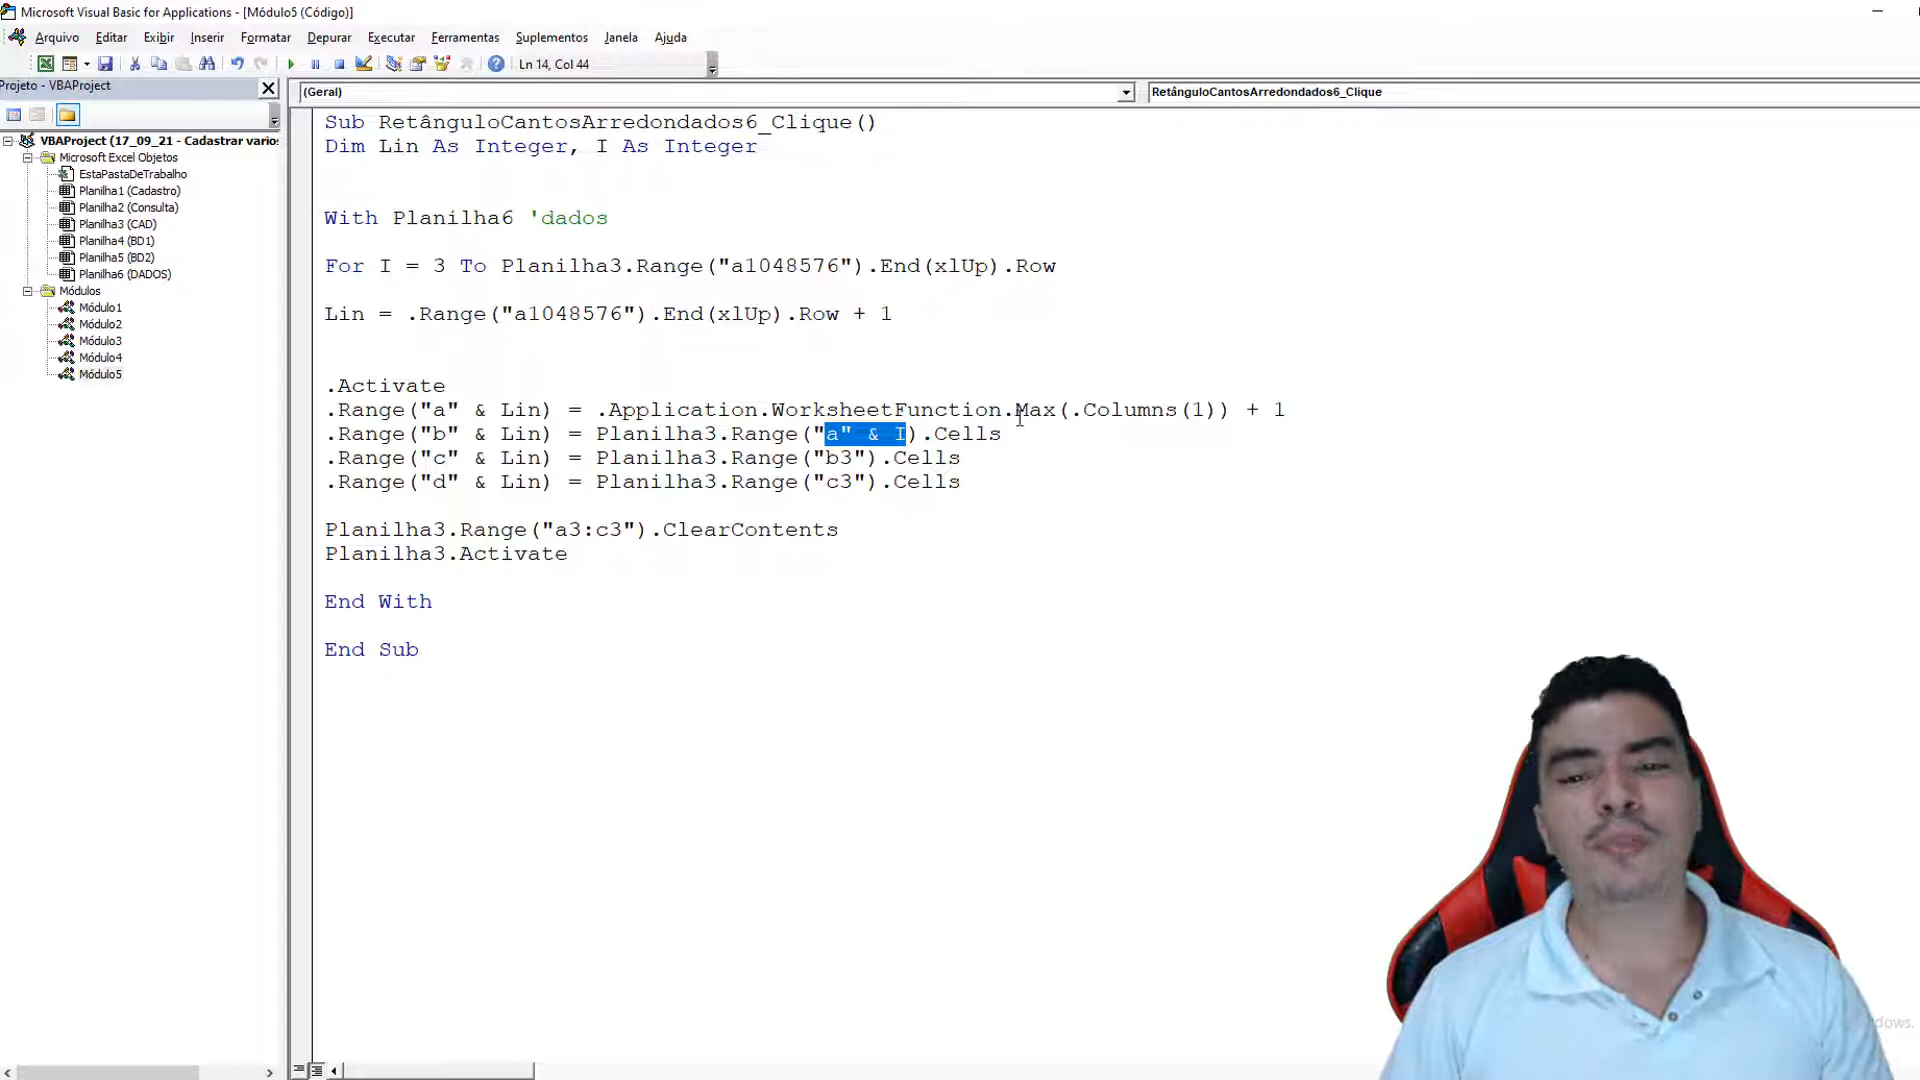 Microsoft Visual Basic for Applications - [Módulo5 (Código)]
Arquivo Editar Exibir Inserir Formatar Depurar Executar Ferramentas Suplementos Janela Ajuda
Ln 14, Col 44
Projeto - VBAProject
VBAProject (17_09_21 - Cadastrar varios
Microsoft Excel Objetos
EstaPastaDeTrabalho
Planilha1 (Cadastro)
Planilha2 (Consulta)
Planilha3 (CAD)
Planilha4 (BD1)
Planilha5 (BD2)
Planilha6 (DADOS)
Módulos
Módulo1
Módulo2
Módulo3
Módulo4
Módulo5
(Geral)
RetânguloCantosArredondados6_Clique
Sub RetânguloCantosArredondados6_Clique()
Dim Lin As Integer, I As Integer
With Planilha6 'dados
For I = 3 To Planilha3.Range("a1048576").End(xlUp).Row
Lin = .Range("a1048576").End(xlUp).Row + 1
.Activate
.Range("a" & Lin) = .Application.WorksheetFunction.Max(.Columns(1)) + 1
.Range("b" & Lin) = Planilha3.Range("a" & I).Cells
.Range("c" & Lin) = Planilha3.Range("b3").Cells
.Range("d" & Lin) = Planilha3.Range("c3").Cells
Planilha3.Range("a3:c3").ClearContents
Planilha3.Activate
End With
End Sub